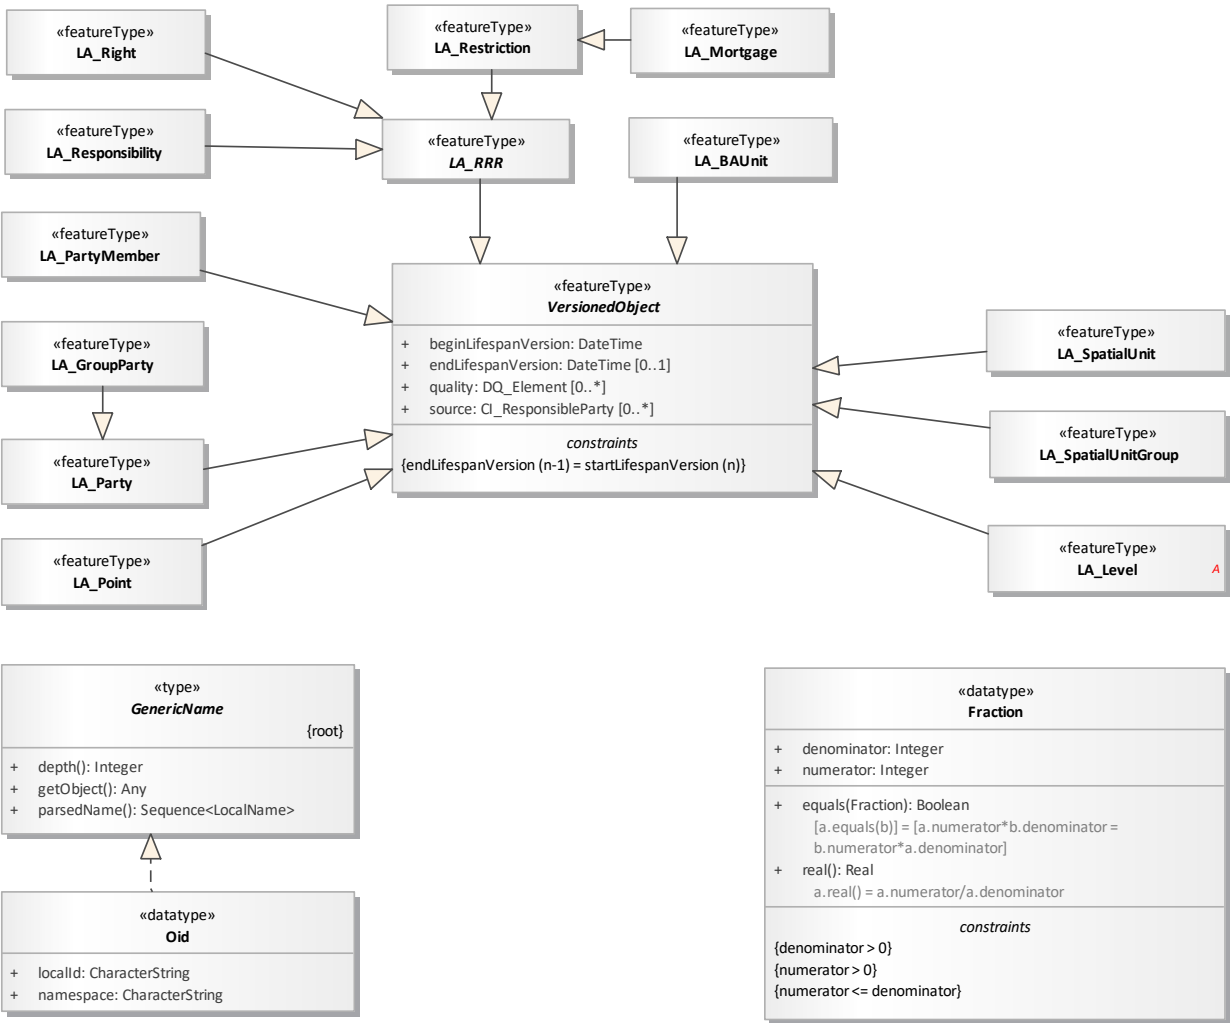 «featureType»
LA_Right
«featureType»
LA_Restriction
«featureType»
LA_Mortgage
«featureType»
LA_Responsibility
«featureType»
LA_RRR
«featureType»
LA_BAUnit
«featureType»
LA_PartyMember
«featureType»
VersionedObject
+ beginLifespanVersion: DateTime
+ endLifespanVersion: DateTime [0..1]
+ quality: DQ_Element [0..*]
+ source: CI_ResponsibleParty [0..*]
constraints
{endLifespanVersion (n-1) = startLifespanVersion (n)}
«featureType»
LA_GroupParty
«featureType»
LA_Party
«featureType»
LA_Point
«featureType»
LA_SpatialUnit
«featureType»
LA_SpatialUnitGroup
«featureType»
LA_Level
A
«type»
GenericName
{root}
+ depth(): Integer
+ getObject(): Any
+ parsedName(): Sequence<LocalName>
«datatype»
Oid
+ localId: CharacterString
+ namespace: CharacterString
«datatype»
Fraction
+ denominator: Integer
+ numerator: Integer
+ equals(Fraction): Boolean
[a.equals(b)] = [a.numerator*b.denominator =
b.numerator*a.denominator]
+ real(): Real
a.real() = a.numerator/a.denominator
constraints
{denominator > 0}
{numerator > 0}
{numerator <= denominator}